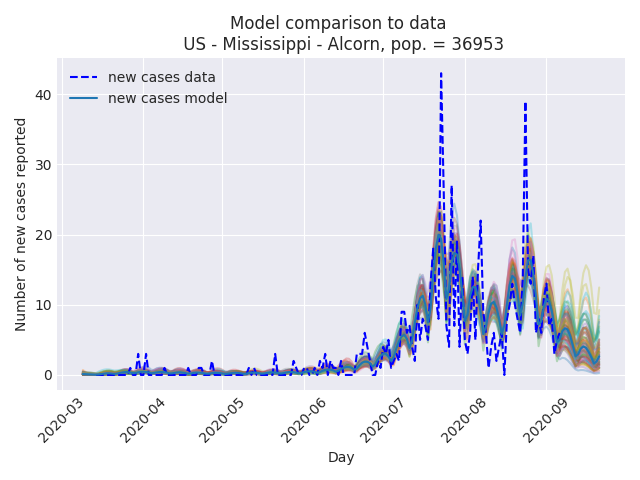 Model comparison to data
US - Mississippi - Alcorn, pop. = 36953
new cases data
new cases model
Number of new cases reported
40
30
20
10
0
2020-03
2020-04
2020-05
2020-06
2020-07
2020-08
2020-09
Day